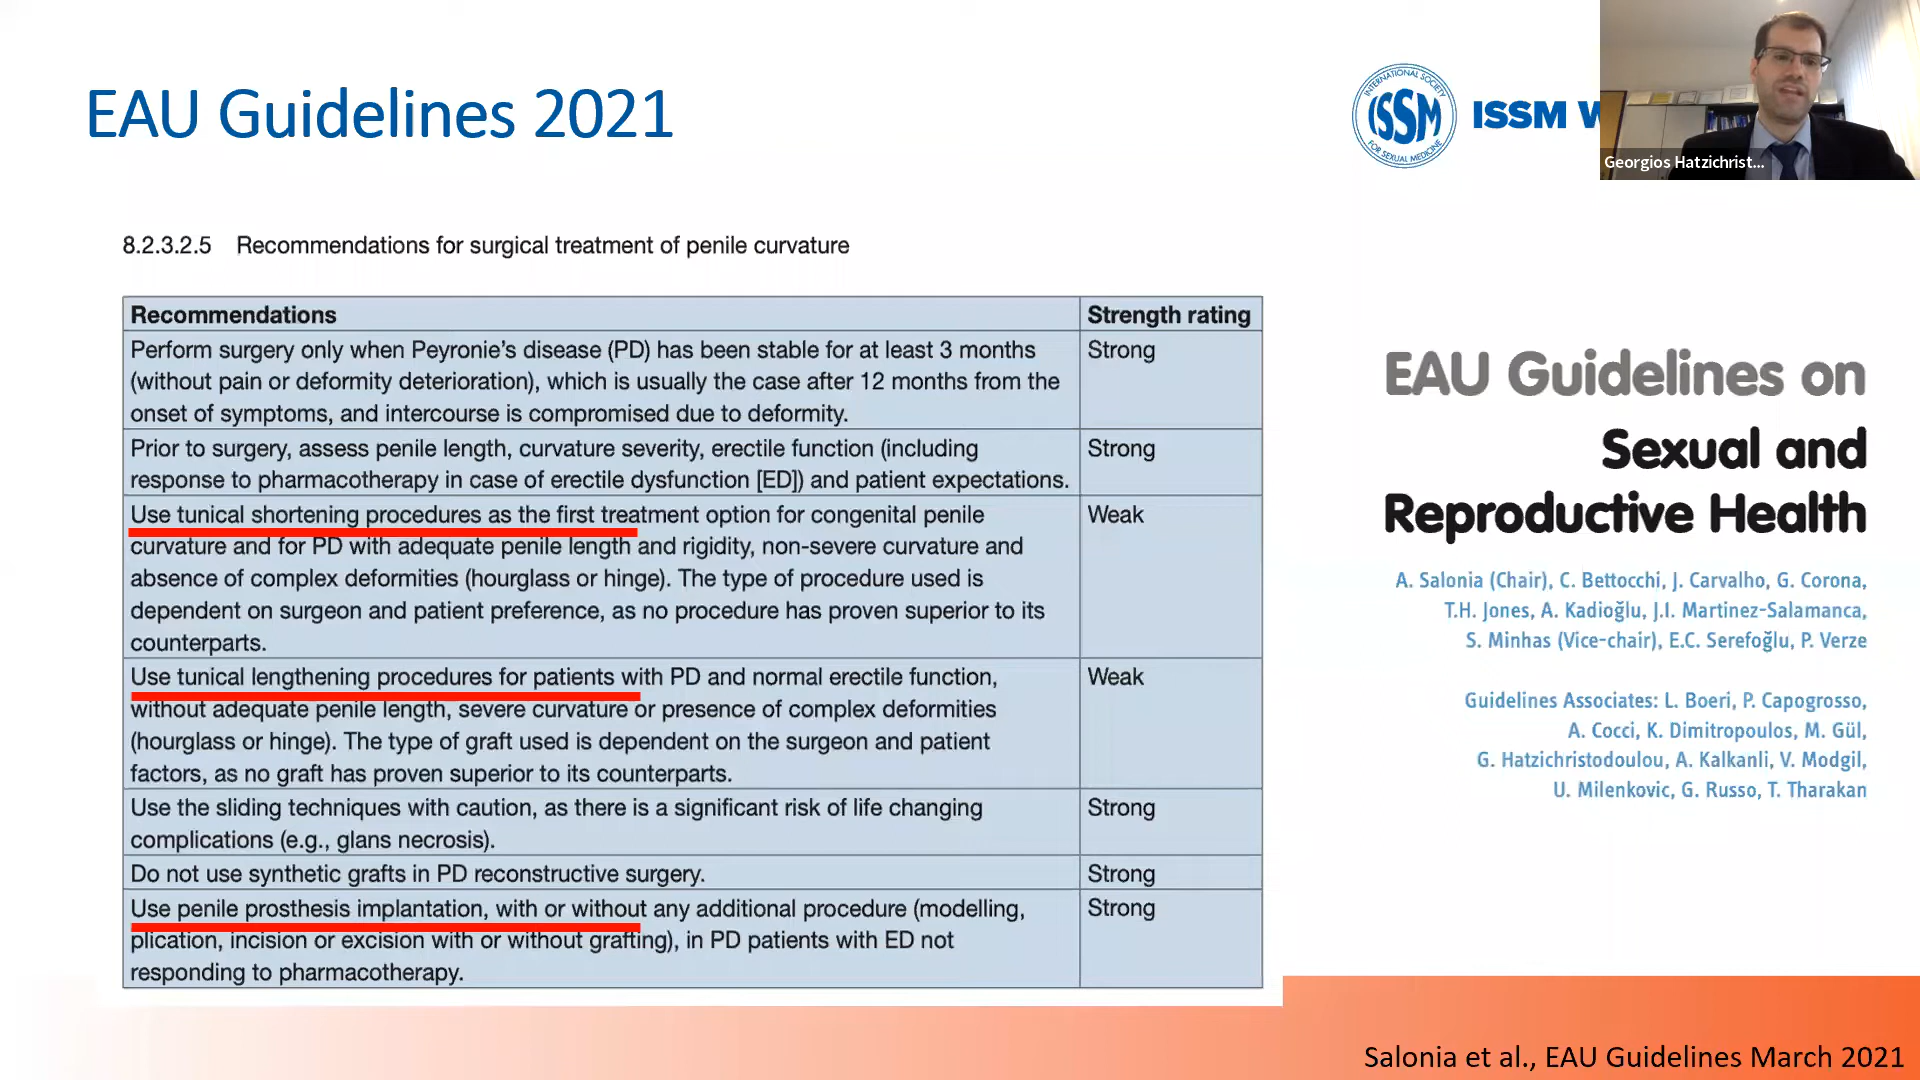 EAU Guidelines 2021
INTERNATIONAL SOCIETY
ISSM
FOR SEXUAL MEDICINE
ISSM W
Georgios Hatzichrist...
8.2.3.2.5 Recommendations for surgical treatment of penile curvature
Recommendations
Strength rating
Perform surgery only when Peyronie’s disease (PD) has been stable for at least 3 months
(without pain or deformity deterioration), which is usually the case after 12 months from the
onset of symptoms, and intercourse is compromised due to deformity.
Strong
Prior to surgery, assess penile length, curvature severity, erectile function (including
response to pharmacotherapy in case of erectile dysfunction [ED]) and patient expectations.
Strong
Use tunical shortening procedures as the first treatment option for congenital penile
curvature and for PD with adequate penile length and rigidity, non-severe curvature and
absence of complex deformities (hourglass or hinge). The type of procedure used is
dependent on surgeon and patient preference, as no procedure has proven superior to its
counterparts.
Weak
Use tunical lengthening procedures for patients with PD and normal erectile function,
without adequate penile length, severe curvature or presence of complex deformities
(hourglass or hinge). The type of graft used is dependent on the surgeon and patient
factors, as no graft has proven superior to its counterparts.
Weak
Use the sliding techniques with caution, as there is a significant risk of life changing
complications (e.g., glans necrosis).
Strong
Do not use synthetic grafts in PD reconstructive surgery.
Strong
Use penile prosthesis implantation, with or without any additional procedure (modelling,
plication, incision or excision with or without grafting), in PD patients with ED not
responding to pharmacotherapy.
Strong
EAU Guidelines on
Sexual and
Reproductive Health
A. Salonia (Chair), C. Bettocchi, J. Carvalho, G. Corona,
T.H. Jones, A. Kadioğlu, J.I. Martinez-Salamanca,
S. Minhas (Vice-chair), E.C. Serefoğlu, P. Verze
Guidelines Associates: L. Boeri, P. Capogrosso,
A. Cocci, K. Dimitropoulos, M. Gül,
G. Hatzichristodoulou, A. Kalkanli, V. Modgil,
U. Milenkovic, G. Russo, T. Tharakan
Salonia et al., EAU Guidelines March 2021